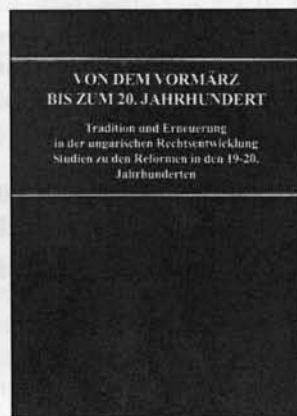 VON DEM VORMÄRZ
BIS ZUM 20. JAHRHUNDERT
Tradition und Erneuerung
in der ungarischen Rechtsentwicklung
Studien zu den Reformen in den 19-20.
Jahrhunderten